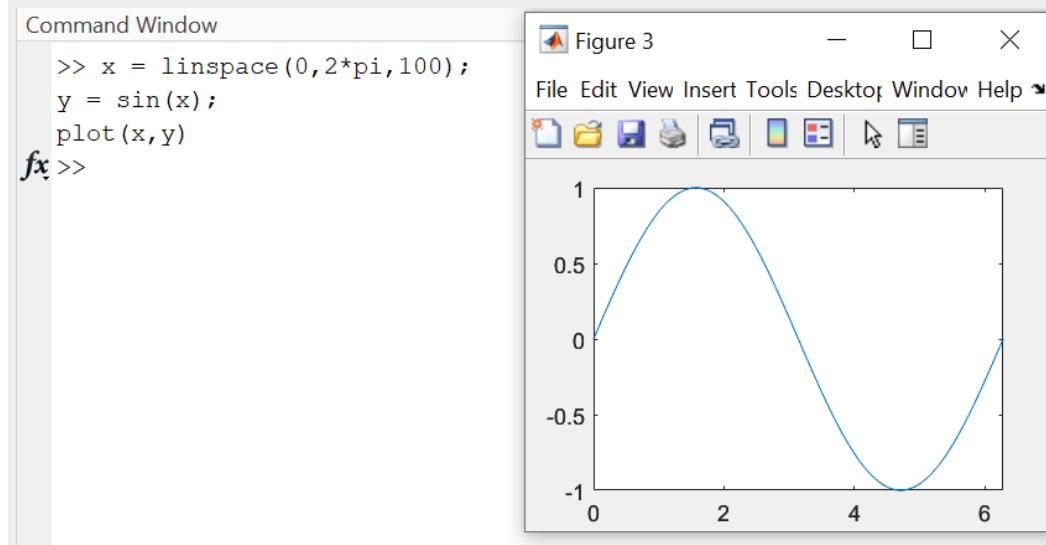 Command Window
>> x = linspace(0,2*pi,100);
y = sin(x);
plot(x,y)
fx >>
Figure 3
File Edit View Insert Tools Desktop Window Help
1
0.5
0
-0.5
-1
0 2 4 6